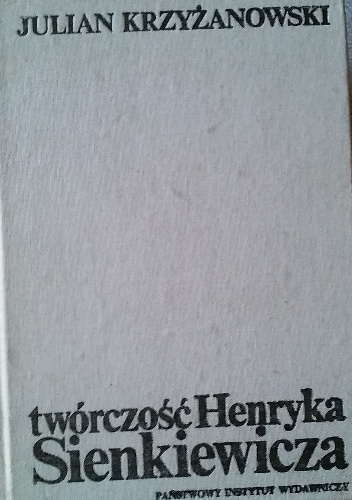 JULIAN KRZYŻANOWSKI
twórczość Henryka
Sienkiewicza
PAŃSTWOWY INSTYTUT WYDAWNICZY